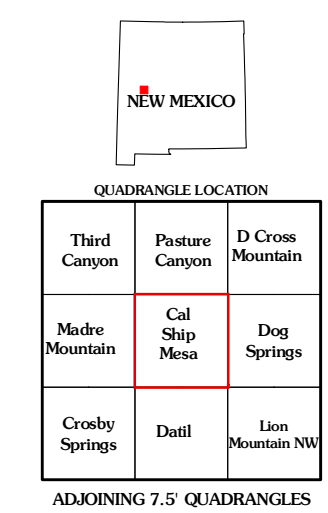 NEW MEXICO
QUADRANGLE LOCATION
Third
Canyon
Pasture
Canyon
D Cross
Mountain
Madre
Mountain
Cal
Ship
Mesa
Dog
Springs
Crosby
Springs
Datil
Lion
Mountain NW
ADJOINING 7.5' QUADRANGLES